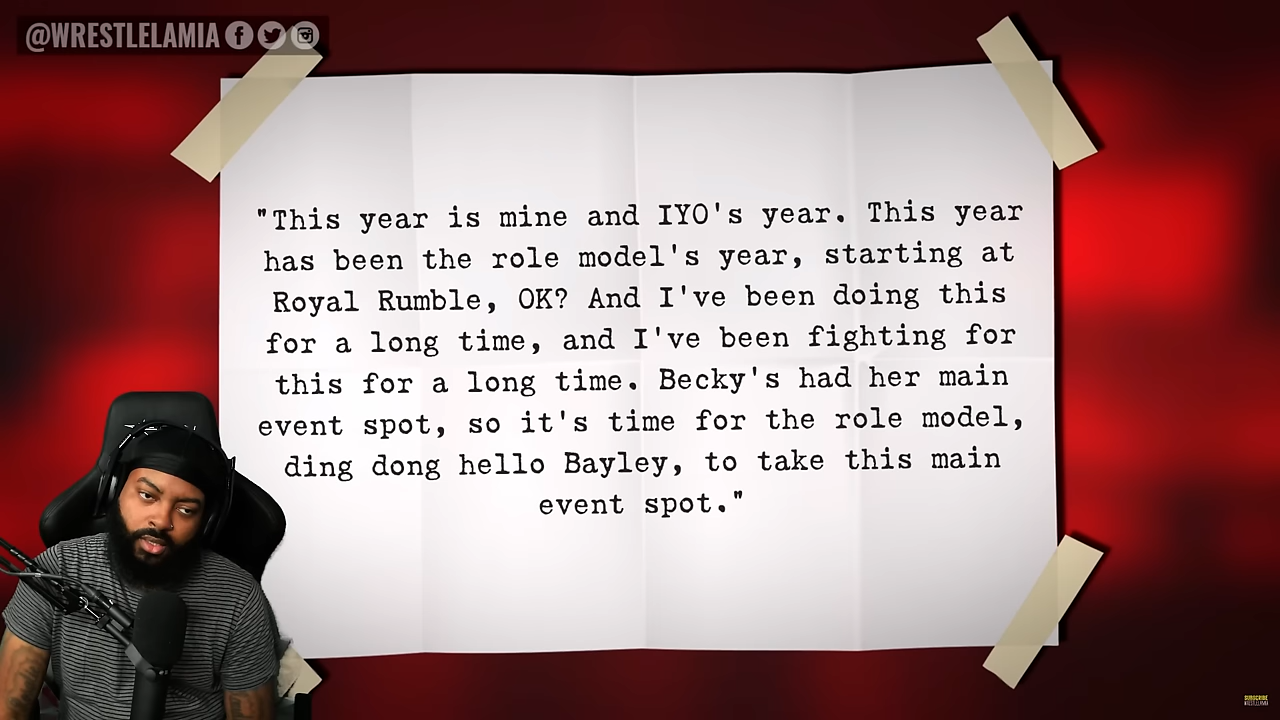 @WRESTLELAMIA
"This year is mine and IYO's year. This year
has been the role model's year, starting at
Royal Rumble, OK? And I've been doing this
for a long time, and I've been fighting for
this for a long time. Becky's had her main
event spot, so it's time for the role model,
ding dong hello Bayley, to take this main
event spot."
SUBSCRIBE
WRESTLELAMIA